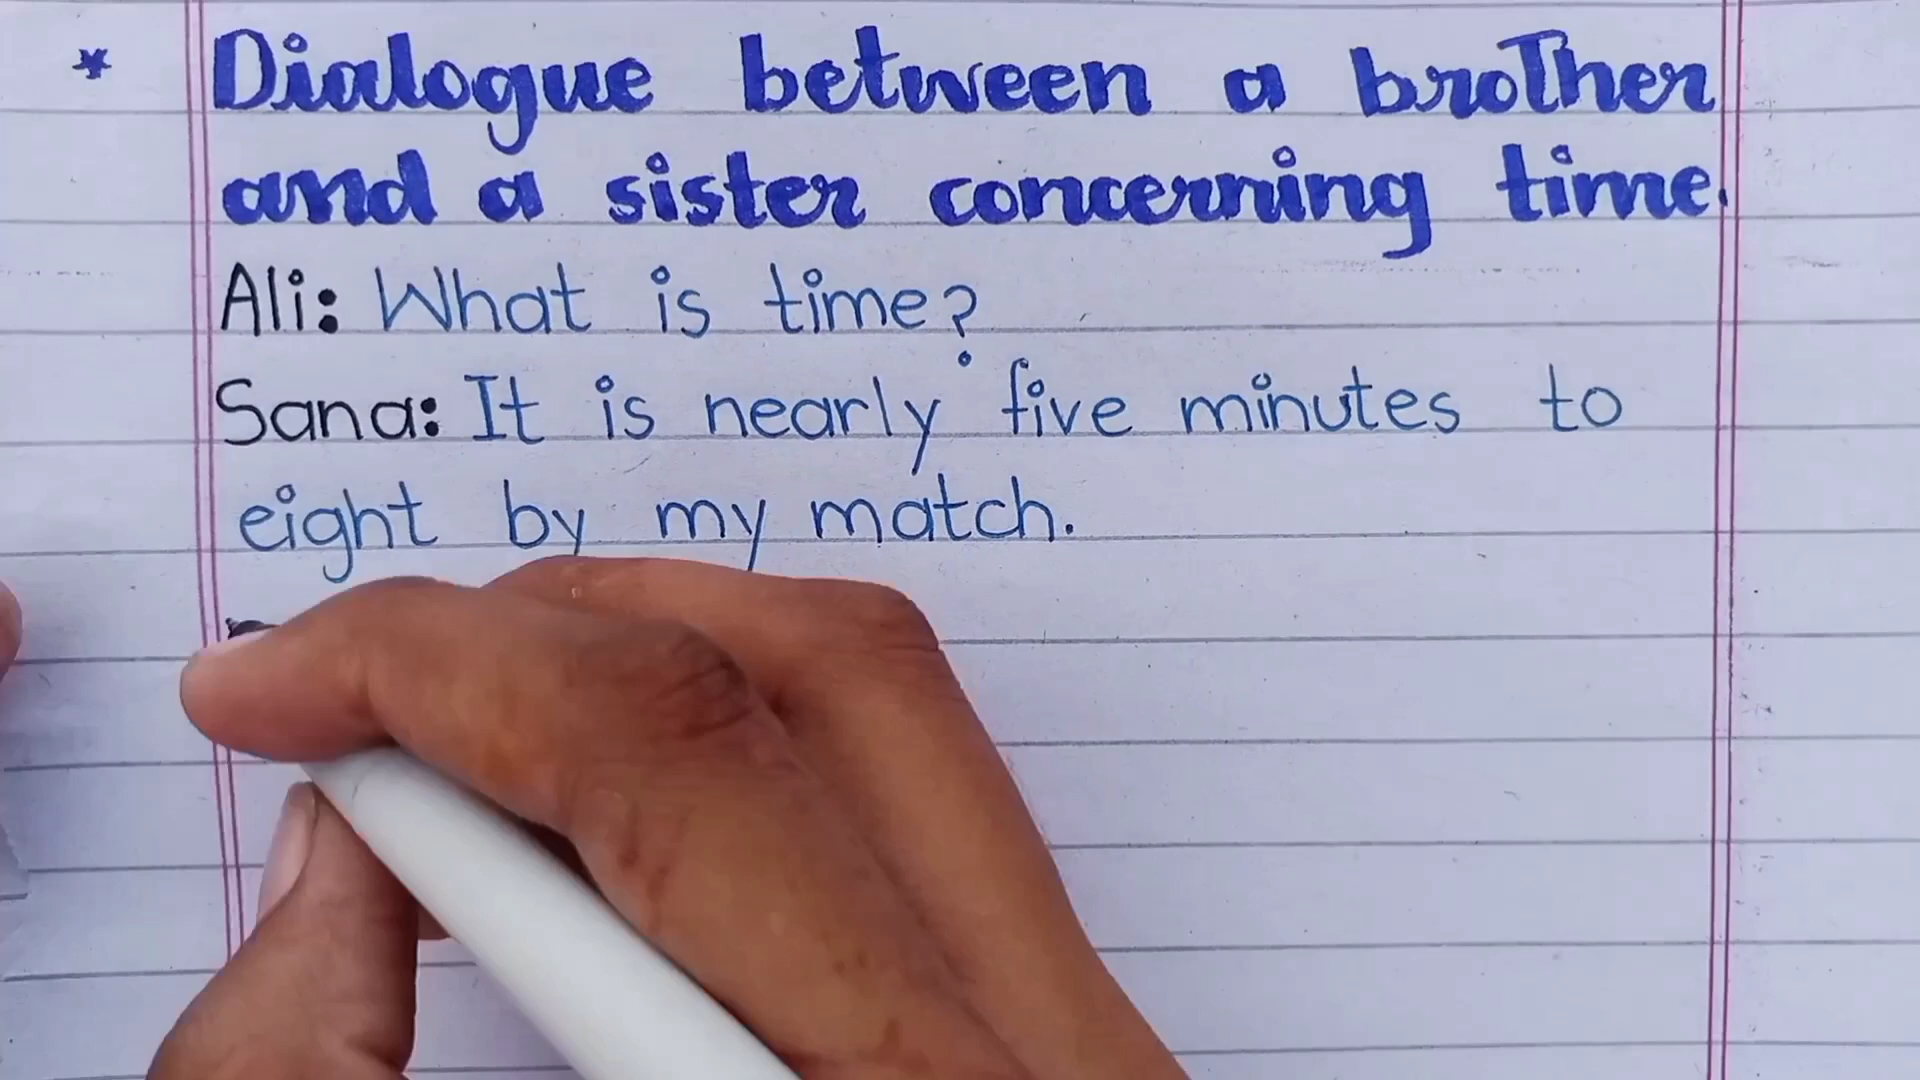 * Dialogue between a brother
and a sister concerning time.
Ali: What is time?
Sana: It is nearly five minutes to
eight by my match.